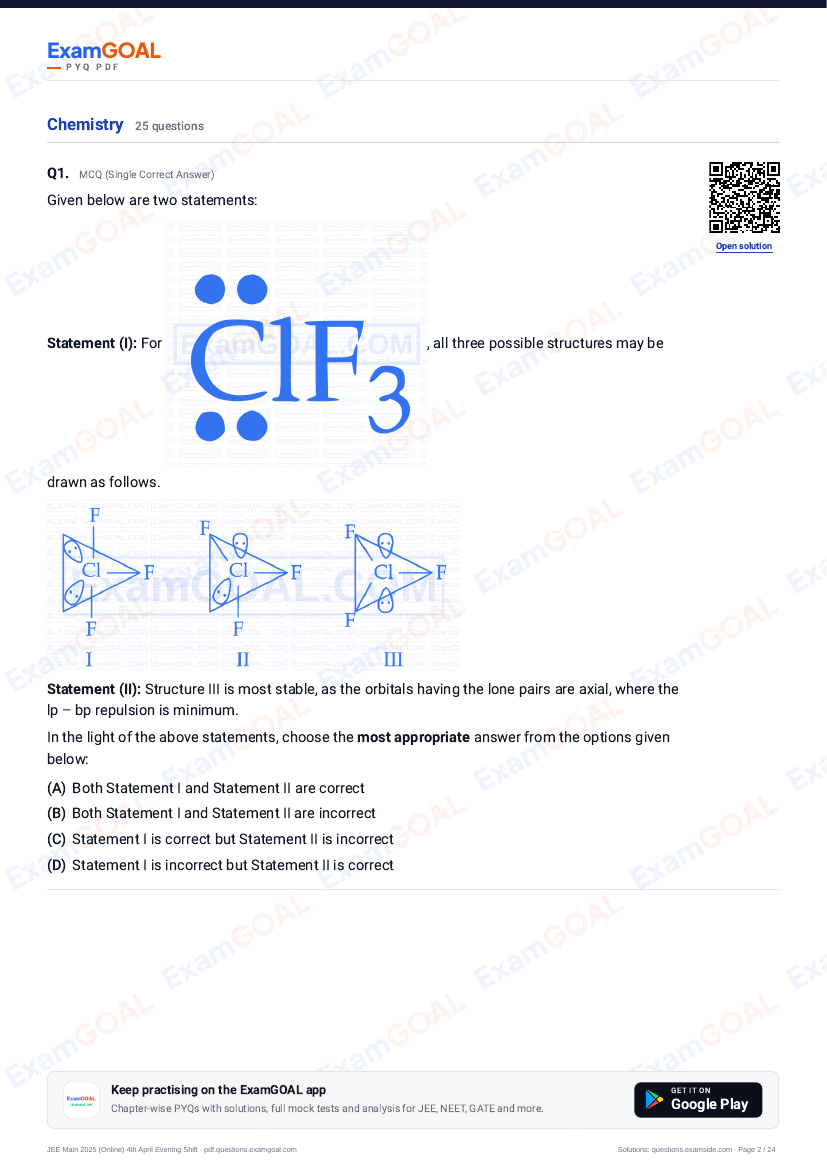 ExamGOAL
PYQ PDF
Chemistry 25 questions
Q1. MCQ (Single Correct Answer)
Open solution
Given below are two statements:
Statement (I): For ClF3 , all three possible structures may be
drawn as follows.
F F F
Cl F Cl F Cl F
F F F
I II III
Statement (II): Structure III is most stable, as the orbitals having the lone pairs are axial, where the
lp – bp repulsion is minimum.
In the light of the above statements, choose the most appropriate answer from the options given
below:
(A) Both Statement I and Statement II are correct
(B) Both Statement I and Statement II are incorrect
(C) Statement I is correct but Statement II is incorrect
(D) Statement I is incorrect but Statement II is correct
Keep practising on the ExamGOAL app
Chapter-wise PYQs with solutions, full mock tests and analysis for JEE, NEET, GATE and more.
GET IT ON
Google Play
JEE Main 2025 (Online) 4th April Evening Shift · pdf.questions.examgoal.com
Solutions: questions.examside.com · Page 2 / 24